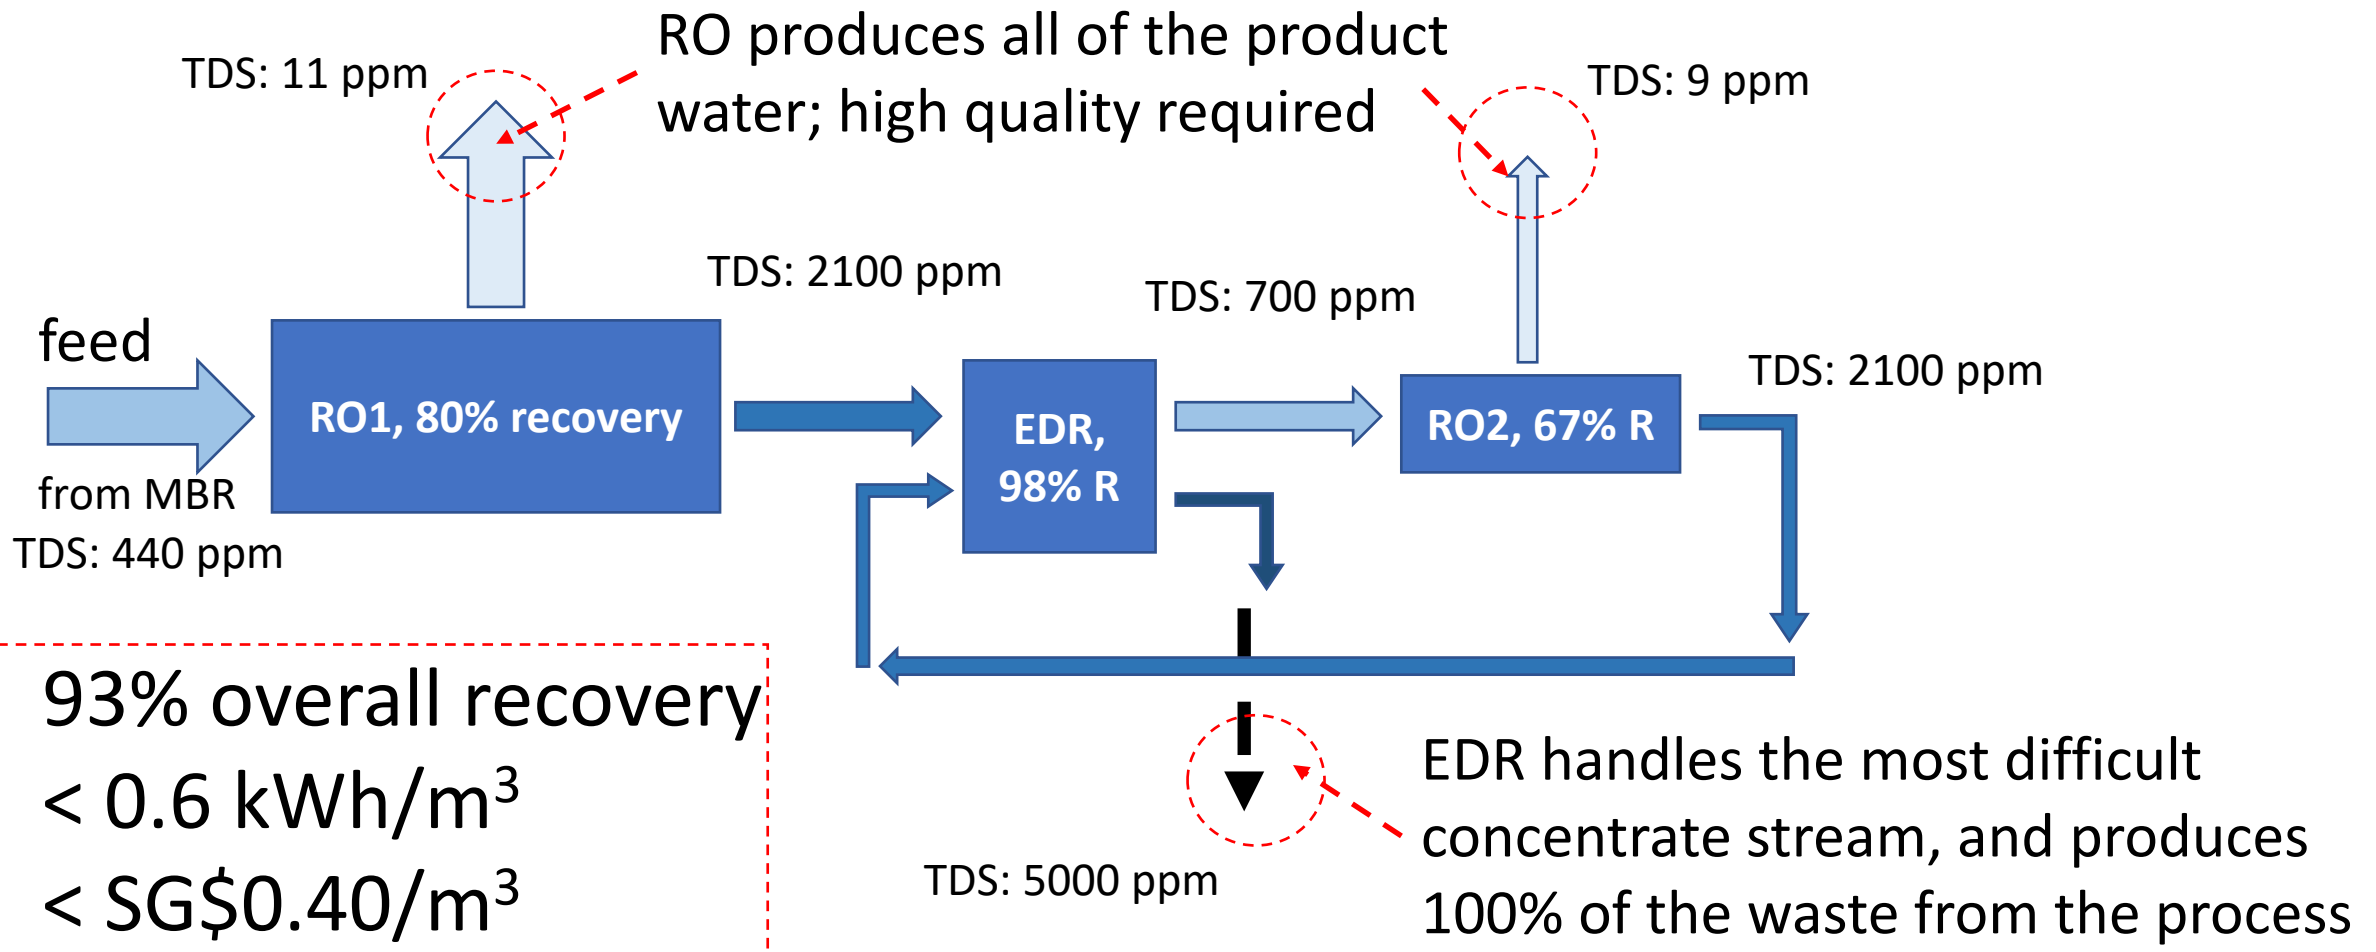 RO produces all of the product
water; high quality required
TDS: 11 ppm
TDS: 9 ppm
TDS: 2100 ppm
TDS: 700 ppm
feed
from MBR
TDS: 440 ppm
RO1, 80% recovery
EDR,
98% R
RO2, 67% R
TDS: 2100 ppm
93% overall recovery
< 0.6 kWh/m³
< SG$0.40/m³
TDS: 5000 ppm
EDR handles the most difficult
concentrate stream, and produces
100% of the waste from the process